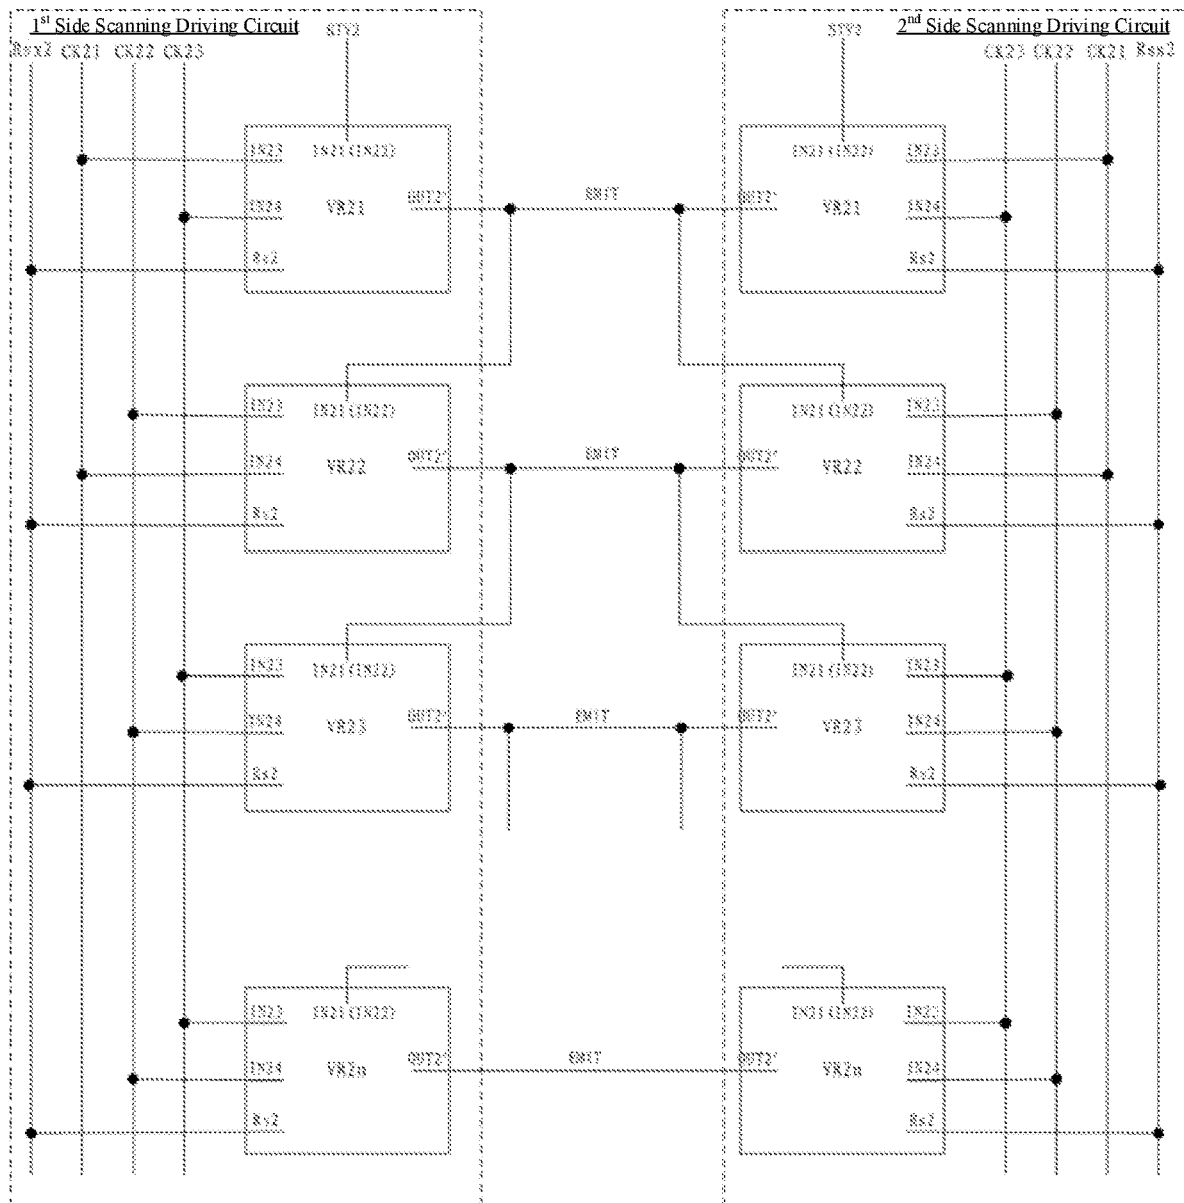 1st Side Scanning Driving Circuit STV2 STV2 2nd Side Scanning Driving Circuit
CK21 CK22 CK23 CK23 CK22 CK21
IN23 IN21(IN22) IN21(IN22) IN23
OUT2' EMIT OUT2'
IN24 VR21 VR21 IN24
Rs2 Rs2
IN23 IN21(IN22) IN21(IN22) IN23
IN24 VR22 OUT2' EMIT OUT2' VR22 IN24
Rs2 Rs2
IN23 IN21(IN22) IN21(IN22) IN23
IN24 VR23 OUT2' EMIT OUT2' VR23 IN24
Rs2 Rs2
IN23 IN21(IN22) IN21(IN22) IN23
IN24 VR2n OUT2' EMIT OUT2' VR2n IN24
Rs2 Rs2